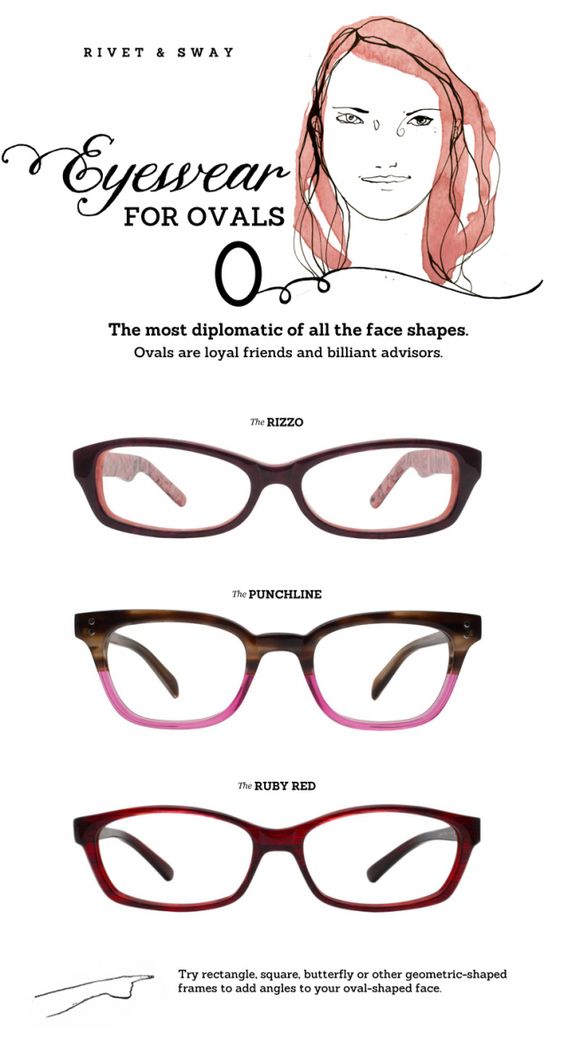 RIVET & SWAY
Eyeswear
FOR OVALS
O
The most diplomatic of all the face shapes.
Ovals are loyal friends and billiant advisors.
The RIZZO
The PUNCHLINE
The RUBY RED
Try rectangle, square, butterfly or other geometric-shaped
frames to add angles to your oval-shaped face.